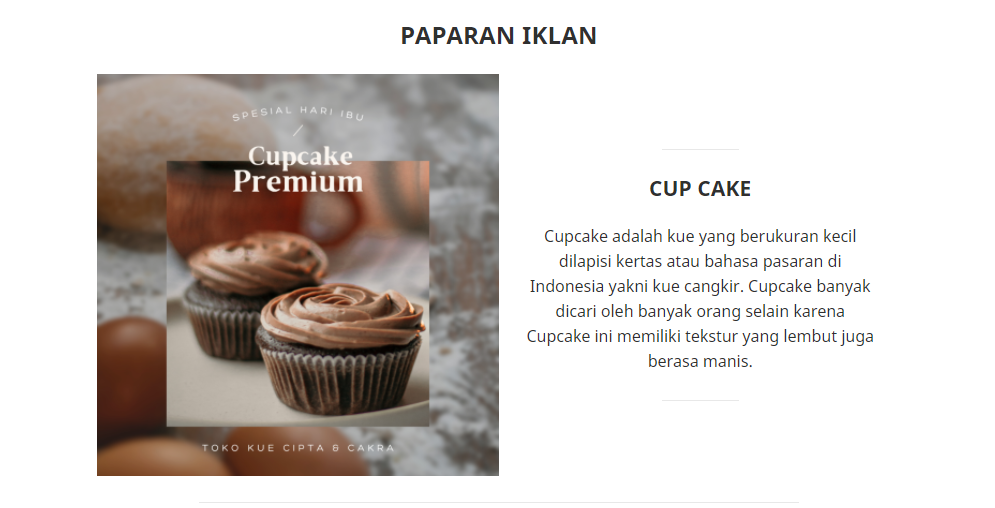 PAPARAN IKLAN
SPESIAL HARI IBU
Cupcake
Premium
TOKO KUE CIPTA & CAKRA
CUP CAKE
Cupcake adalah kue yang berukuran kecil
dilapisi kertas atau bahasa pasaran di
Indonesia yakni kue cangkir. Cupcake banyak
dicari oleh banyak orang selain karena
Cupcake ini memiliki tekstur yang lembut juga
berasa manis.